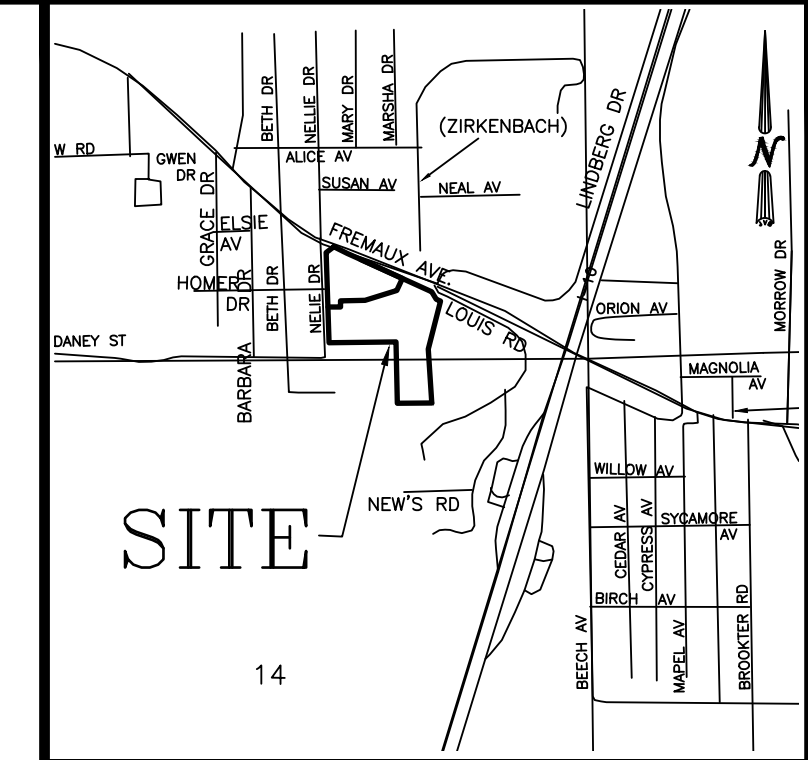 BETH DR
NELLIE DR
MARY DR
MARSHA DR
(ZIRKENBACH)
LINDBERG DR
W RD
GWEN
DR
ALICE AV
SUSAN AV
NEAL AV
N
GRACE DR
ELSIE
AV
FREMAUX AVE.
HOMER
DR
BARBARA DR
BETH DR
NELIE DR
I-10
ORION AV
MORROW DR
LOUIS RD
DANEY ST
MAGNOLIA
AV
WILLOW AV
NEW'S RD
SITE
CEDAR AV
CYPRESS AV
SYCAMORE
AV
BIRCH AV
BEECH AV
MAPEL AV
BROOKTER RD
14